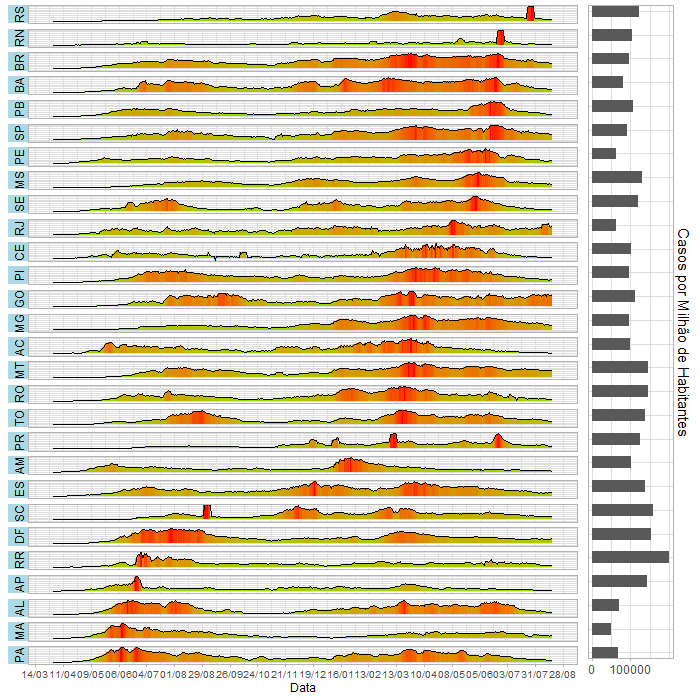 RS
RN
BR
BA
PB
SP
PE
MS
SE
RJ
CE
PI
GO
MG
AC
MT
RO
TO
PR
AM
ES
SC
DF
RR
AP
AL
MA
PA
14/03 11/04 09/05 06/06 04/07 01/08 29/08 26/09 24/10 21/11 19/12 16/01 13/02 13/03 10/04 08/05 05/06 03/07 31/07 28/08
Data
0 100000
Casos por Milhão de Habitantes